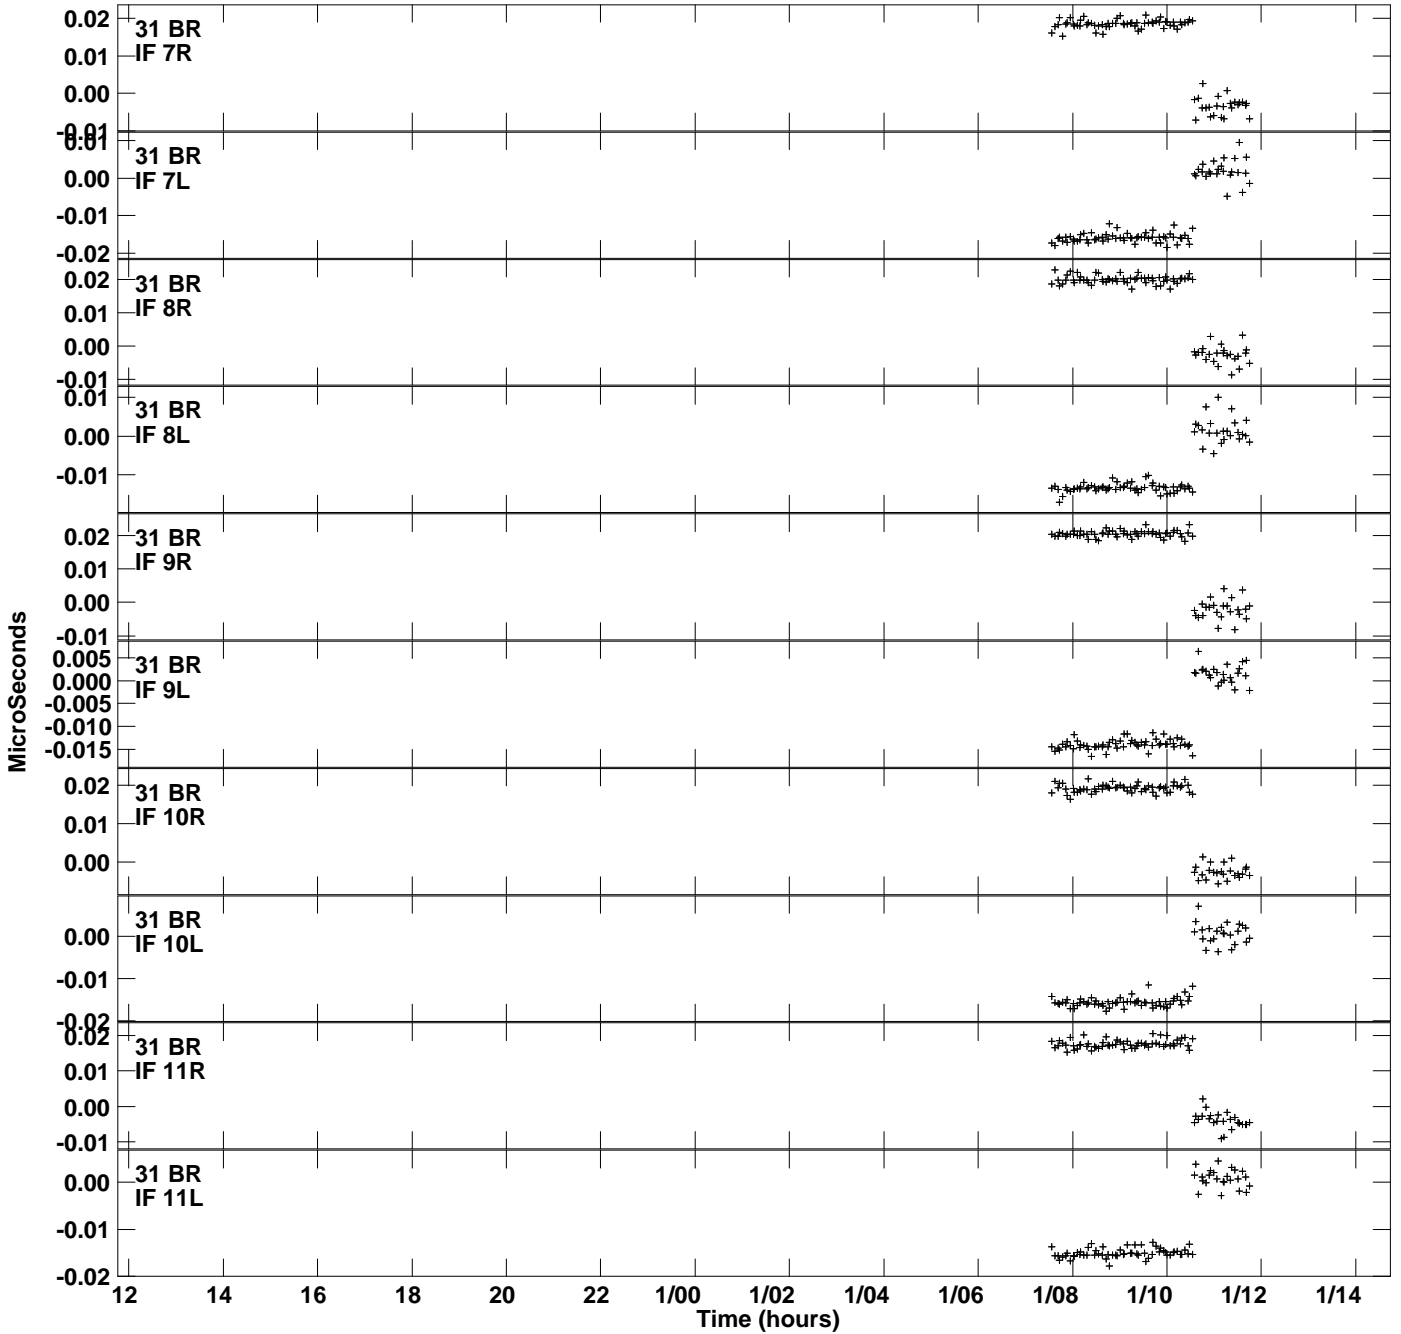 0.02
31 BR
0.01
IF 7R
0.00
-0.01
0.01
31 BR
0.00
IF 7L
-0.01
-0.02
0.02
31 BR
0.01
IF 8R
0.00
-0.01
0.01
31 BR
0.00
IF 8L
-0.01
0.02
31 BR
0.01
IF 9R
0.00
-0.01
0.005
31 BR
0.000
IF 9L
-0.005
-0.010
-0.015
0.02
31 BR
0.01
IF 10R
0.00
31 BR
0.00
IF 10L
-0.01
-0.02
0.02
31 BR
0.01
IF 11R
0.00
-0.01
31 BR
0.00
IF 11L
-0.01
-0.02
MicroSeconds
12 14 16 18 20 22 1/00 1/02 1/04 1/06 1/08 1/10 1/12 1/14
Time (hours)